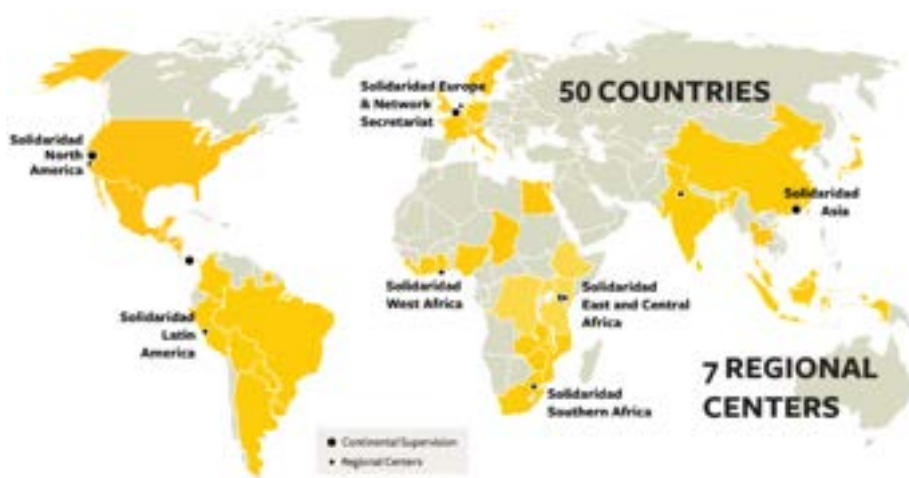 Solidaridad Europe
& Network
Secretariat
50 COUNTRIES
Solidaridad
North
America
Solidaridad
Asia
Solidaridad
West Africa
Solidaridad
East and Central
Africa
Solidaridad
Latin
America
Solidaridad
Southern Africa
7 REGIONAL
CENTERS
Continental Supervision
Regional Centers